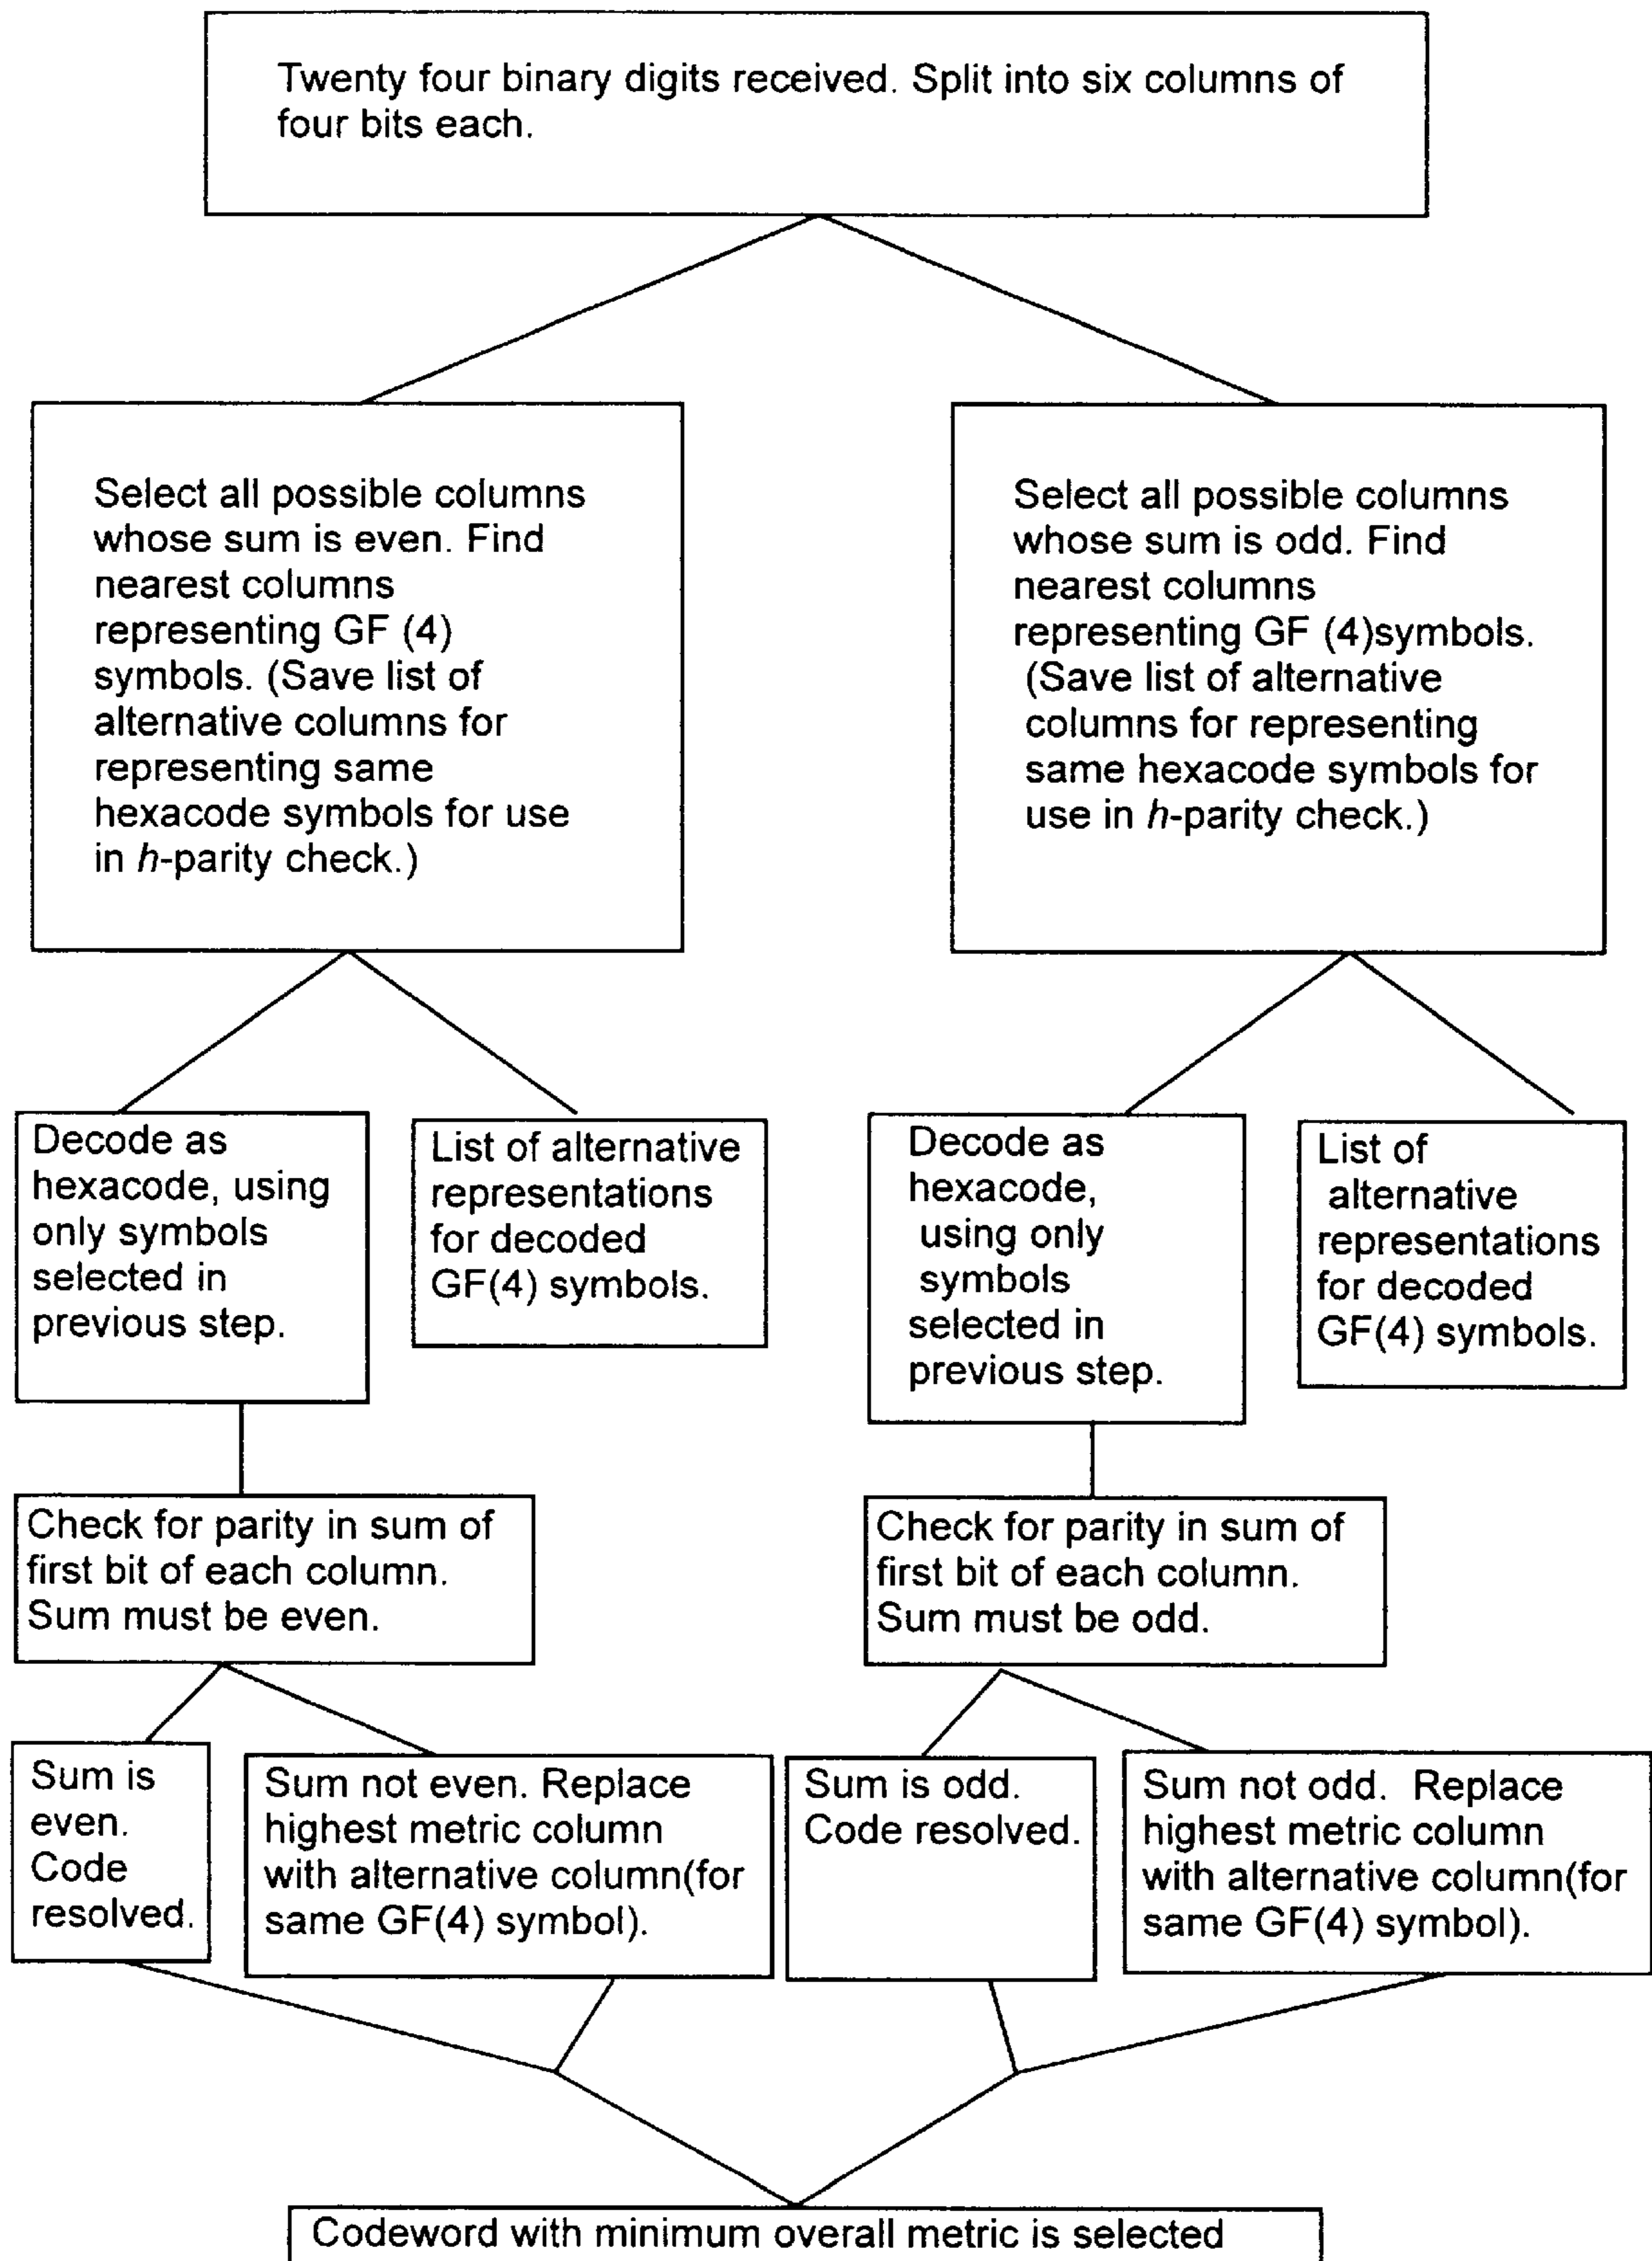 Twenty four binary digits received. Split into six columns of
four bits each.
Select all possible columns
whose sum is even. Find
nearest columns
representing GF (4)
symbols. (Save list of
alternative columns for
representing same
hexacode symbols for use
in h-parity check.)
Select all possible columns
whose sum is odd. Find
nearest columns
representing GF (4)symbols.
(Save list of alternative
columns for representing
same hexacode symbols for
use in h-parity check.)
Decode as
hexacode, using
only symbols
selected in
previous step.
List of alternative
representations
for decoded
GF(4) symbols.
Decode as
hexacode,
using only
symbols
selected in
previous step.
List of
alternative
representations
for decoded
GF(4) symbols.
Check for parity in sum of
first bit of each column.
Sum must be even.
Check for parity in sum of
first bit of each column.
Sum must be odd.
Sum is
even.
Code
resolved.
Sum not even. Replace
highest metric column
with alternative column(for
same GF(4) symbol).
Sum is odd.
Code resolved.
Sum not odd. Replace
highest metric column
with alternative column(for
same GF(4) symbol).
Codeword with minimum overall metric is selected